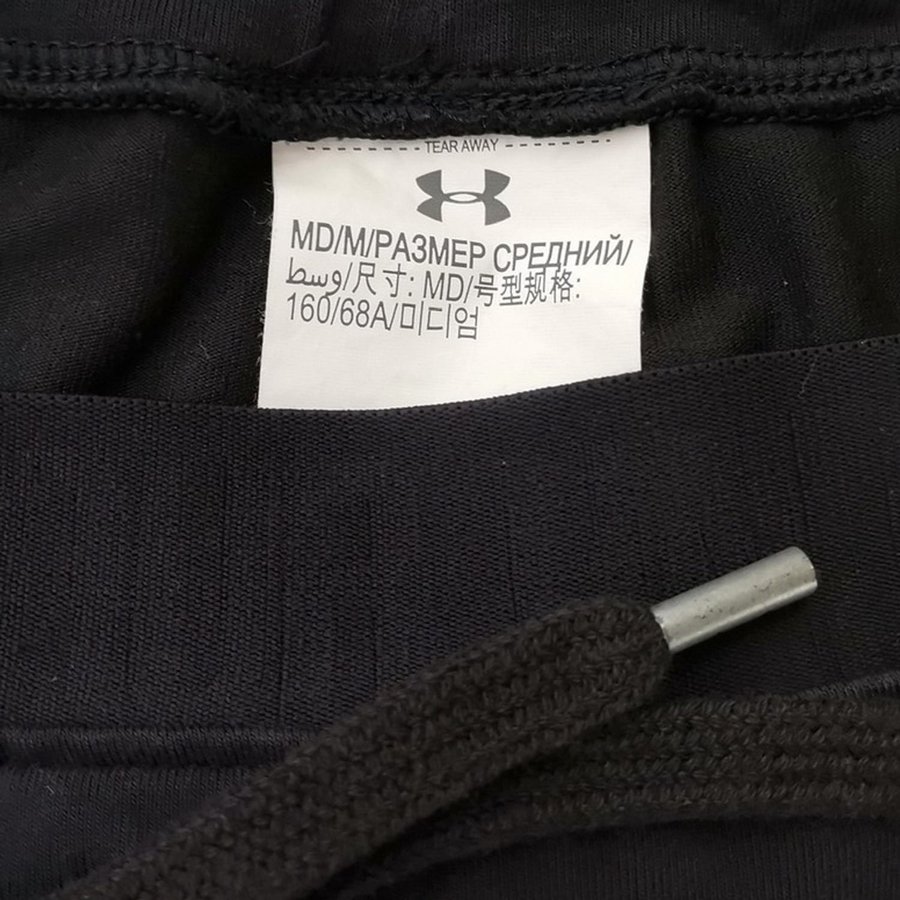 TEAR AWAY
MD/M/РАЗМЕР СРЕДНИЙ/
وسط/尺寸: MD/号型规格:
160/68A/미디엄